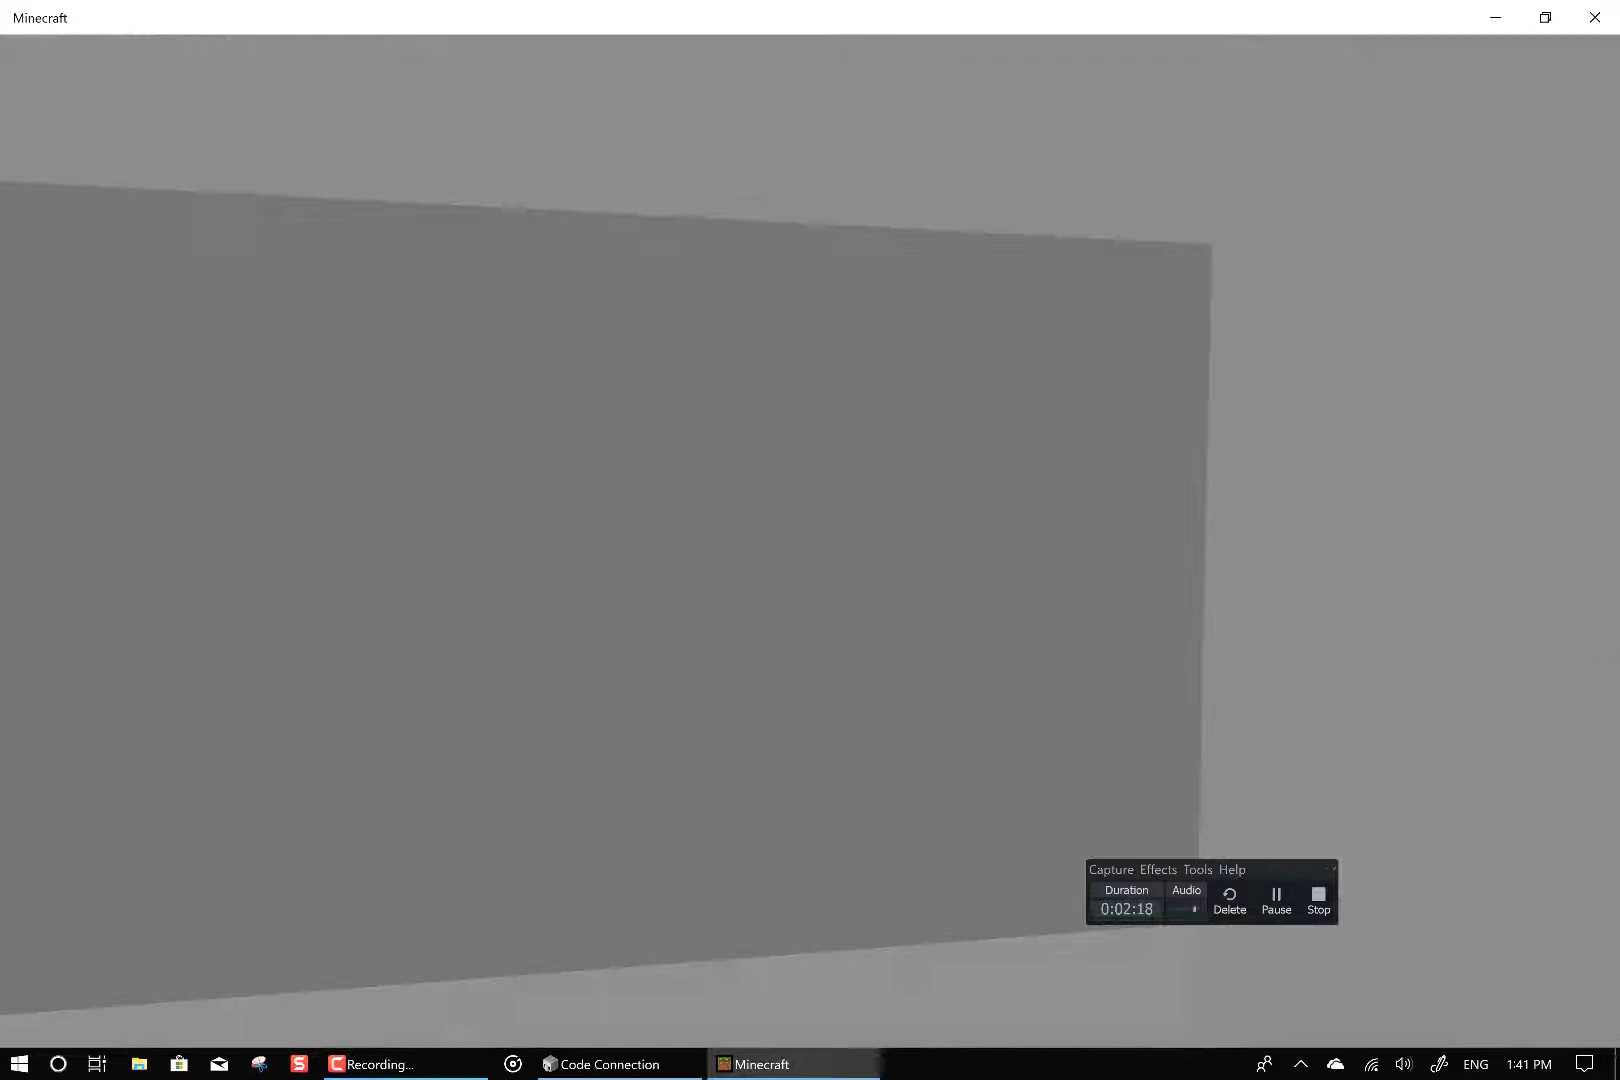 Minecraft
Capture Effects Tools Help
Duration Audio
0:02:18 Delete Pause Stop
Recording... Code Connection Minecraft ENG 1:41 PM